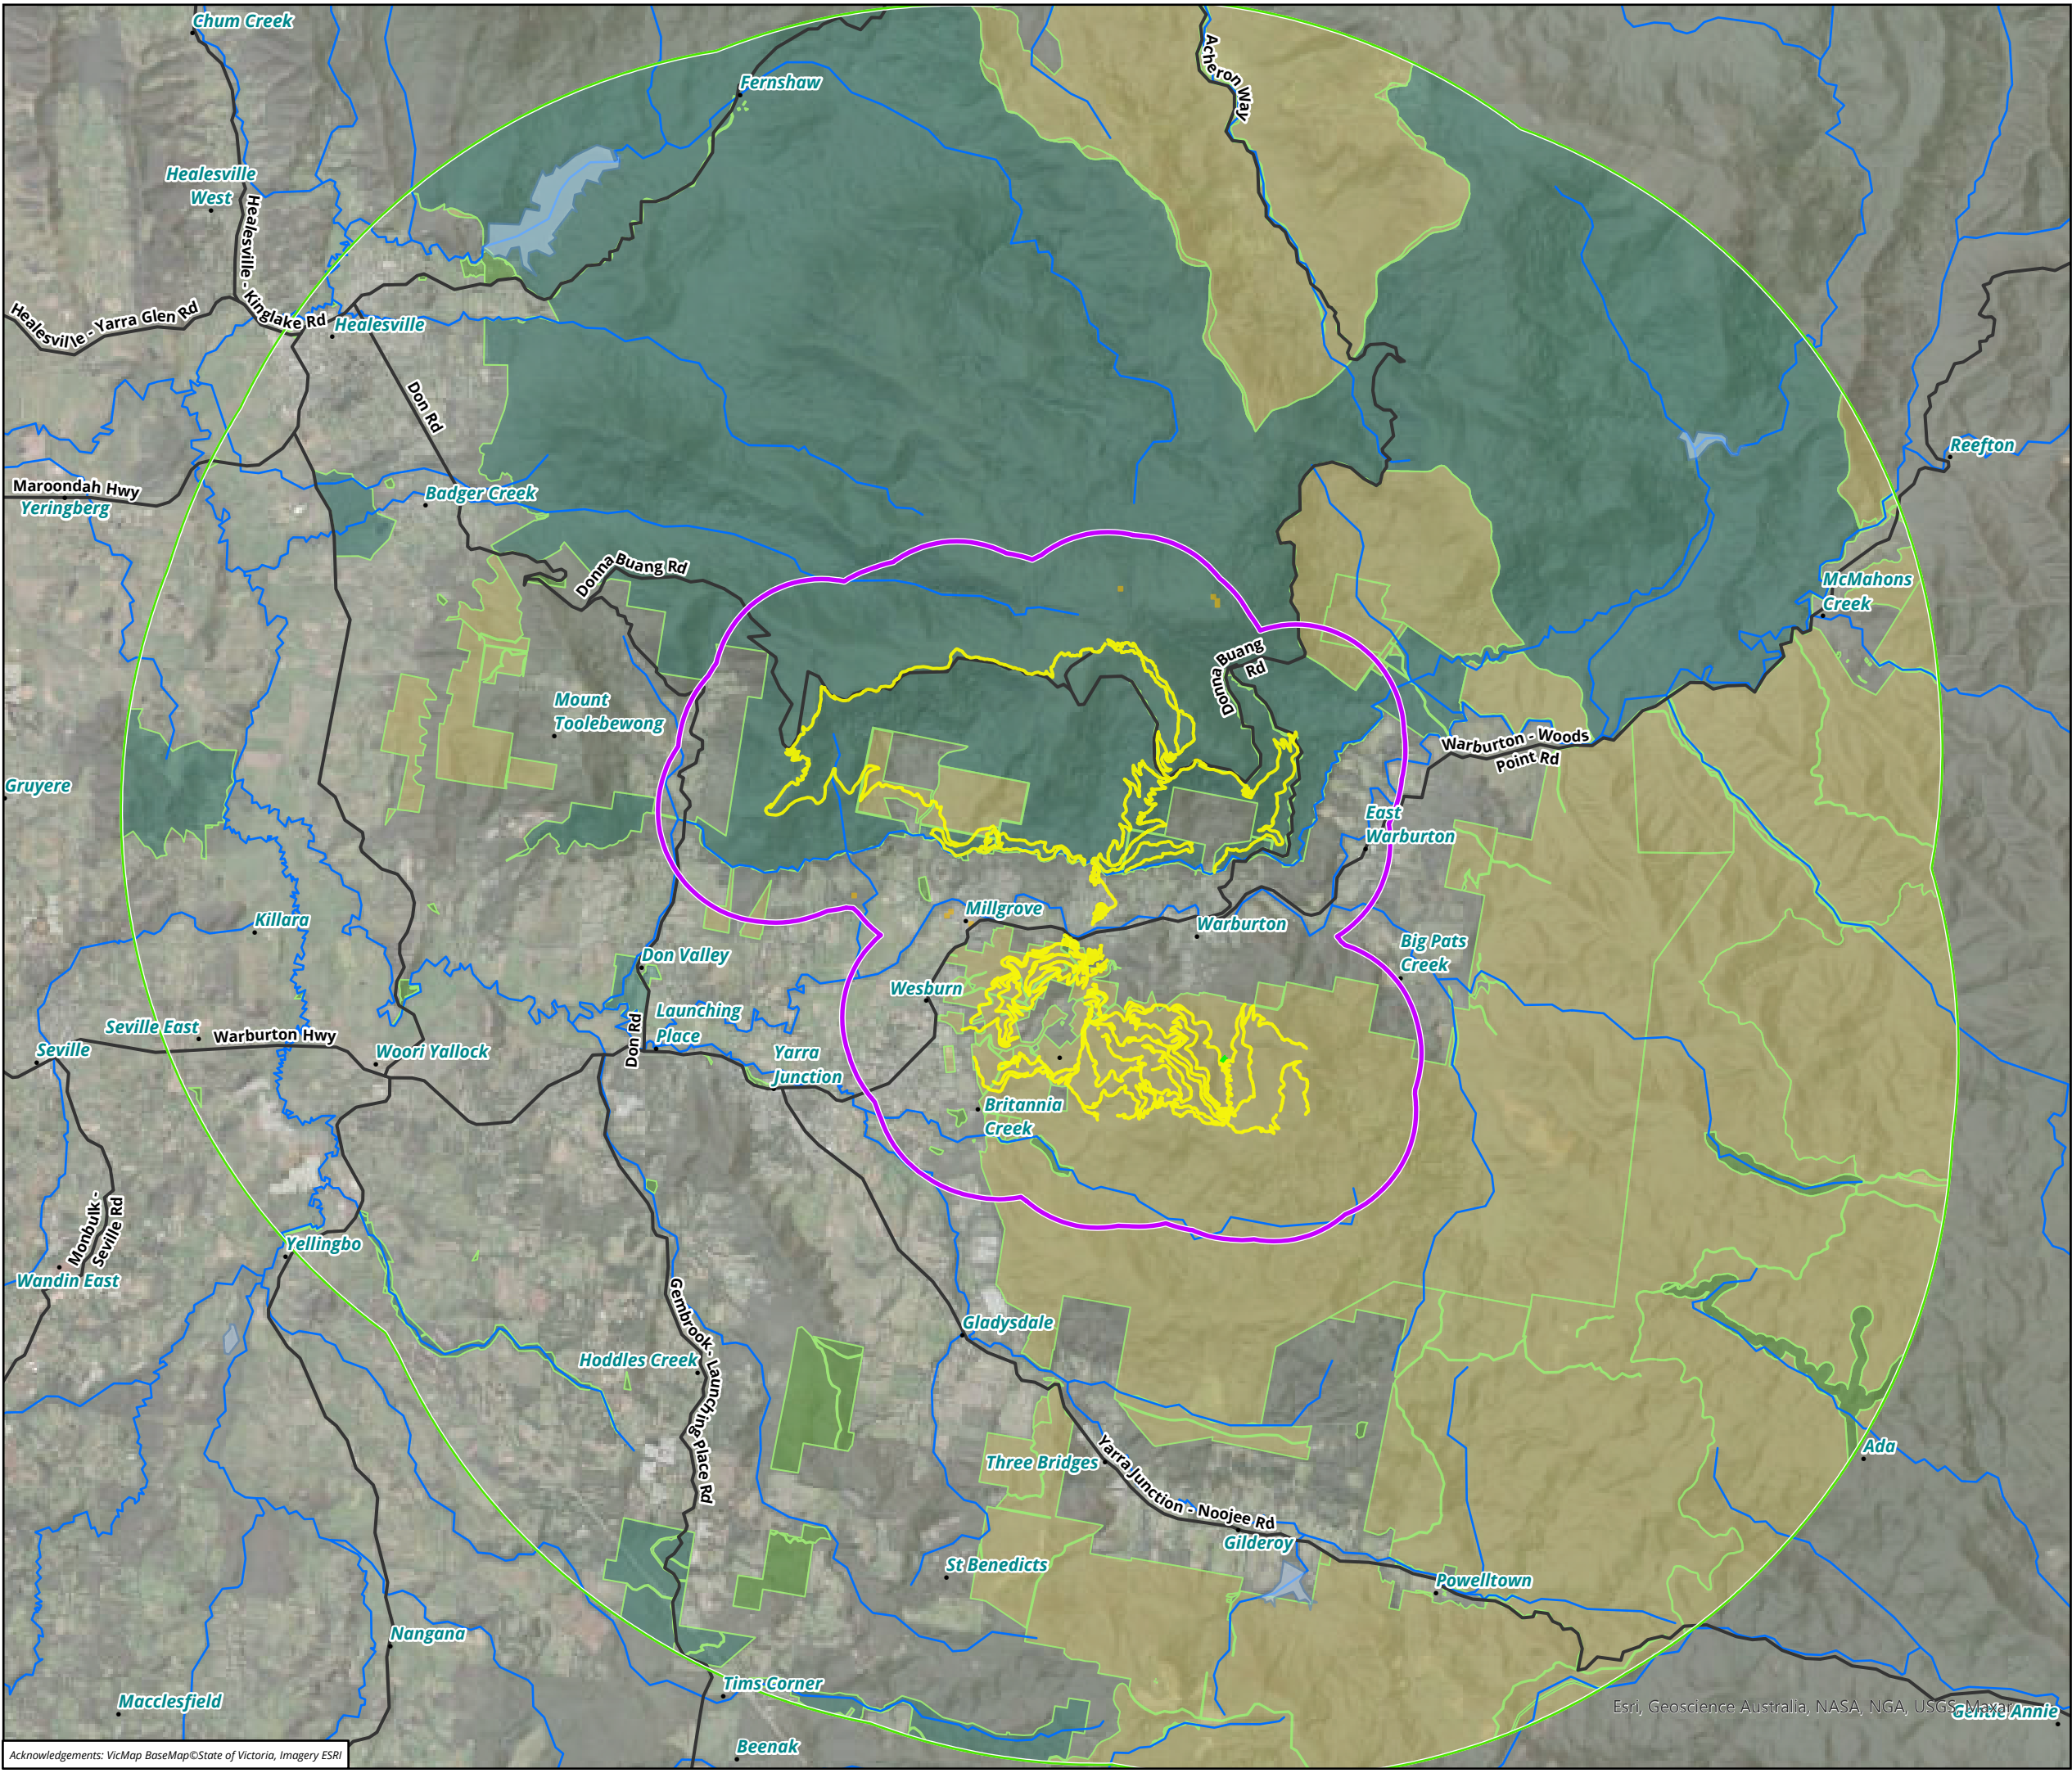 Chum Creek
Acheron Way
Fernshaw
Healesville
West
Healesville - Kinglake Rd
Healesville - Yarra Glen Rd
Healesville
Don Rd
Reefton
Maroondah Hwy
Yeringberg
Badger Creek
Donna Buang Rd
McMahons
Creek
Donna Buang
Rd
Mount
Toolebewong
Warburton - Woods
Point Rd
Gruyere
East
Warburton
Killara
Millgrove
Warburton
Big Pats
Creek
Don Valley
Wesburn
Launching
Place
Seville East
Warburton Hwy
Don Rd
Seville
Woori Yallock
Yarra
Junction
Britannia
Creek
Monbulk -
Seville Rd
Yellingbo
Wandin East
Gembrook - Launching Place Rd
Gladysdale
Hoddles Creek
Three Bridges
Yarra Junction - Noojee Rd
Ada
Gilderoy
St Benedicts
Powelltown
Nangana
Tims Corner
Macclesfield
Esri, Geoscience Australia, NASA, NGA, USGS, Maxar
Gentle Annie
Beenak
Acknowledgements: VicMap BaseMap©State of Victoria, Imagery ESRI